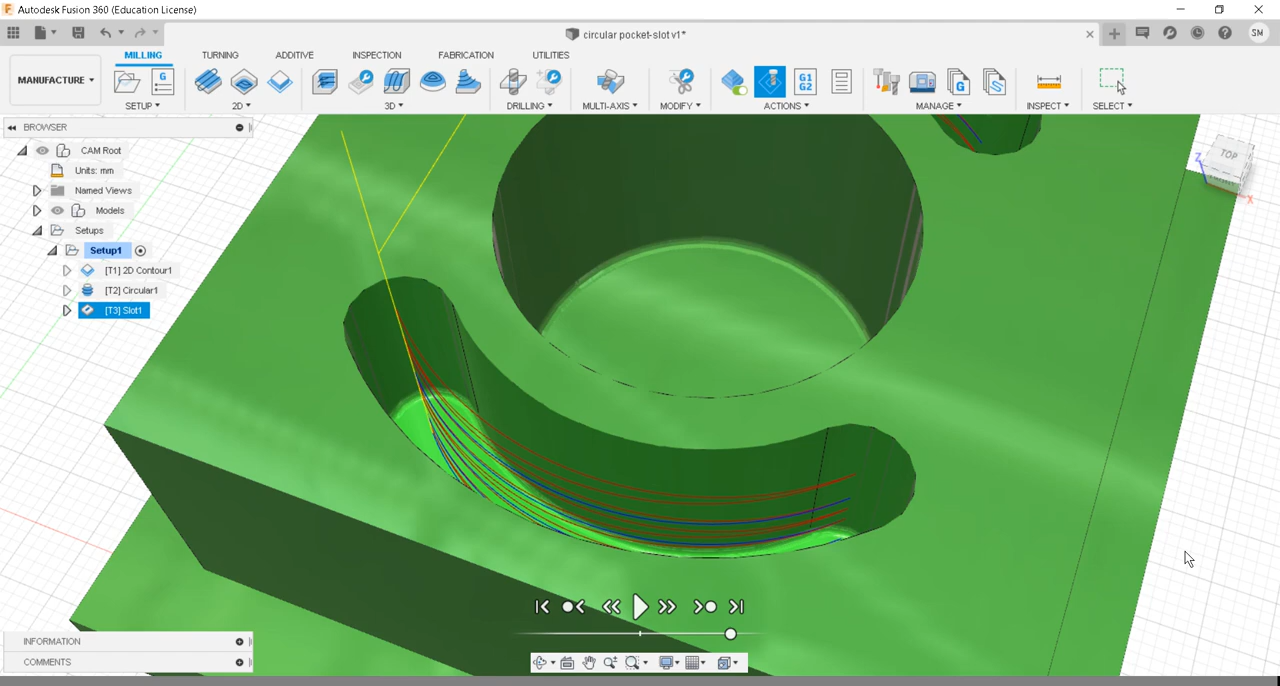 Autodesk Fusion 360 (Education License)
circular pocket-slot v1*
SM
MANUFACTURE
MILLING TURNING ADDITIVE INSPECTION FABRICATION UTILITIES
G G1 G2 G S
SETUP 2D 3D DRILLING MULTI-AXIS MODIFY ACTIONS MANAGE INSPECT SELECT
BROWSER
CAM Root
Units: mm
Named Views
Models
Setups
Setup1
[T1] 2D Contour1
[T2] Circular1
[T3] Slot1
TOP
Z
X
INFORMATION
COMMENTS